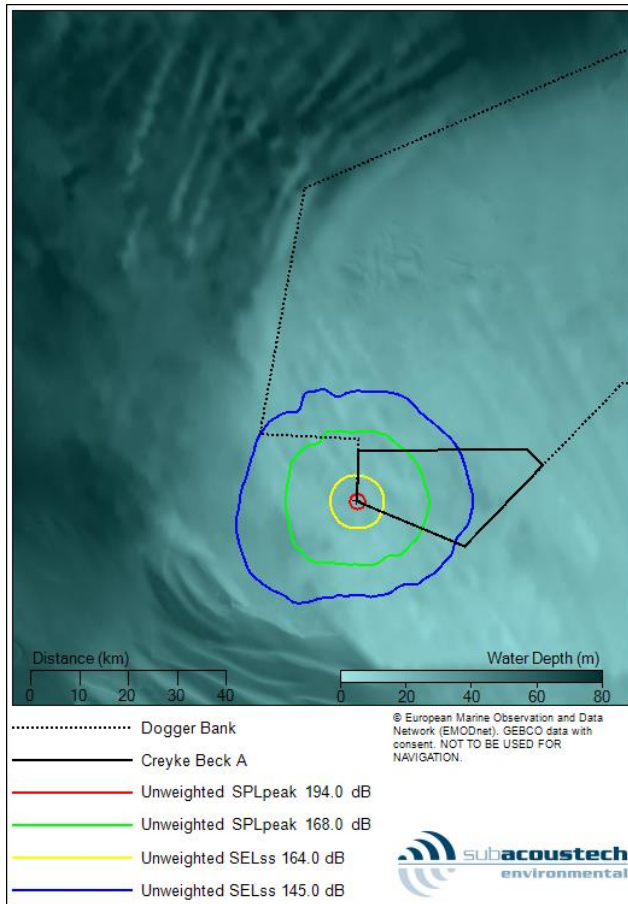 Distance (km)
0 10 20 30 40
Water Depth (m)
0 20 40 60 80
Dogger Bank
Creyke Beck A
Unweighted SPLpeak 194.0 dB
Unweighted SPLpeak 168.0 dB
Unweighted SELss 164.0 dB
Unweighted SELss 145.0 dB
© European Marine Observation and Data
Network (EMODnet). GEBCO data with
consent. NOT TO BE USED FOR
NAVIGATION.
subacoustech
environmental